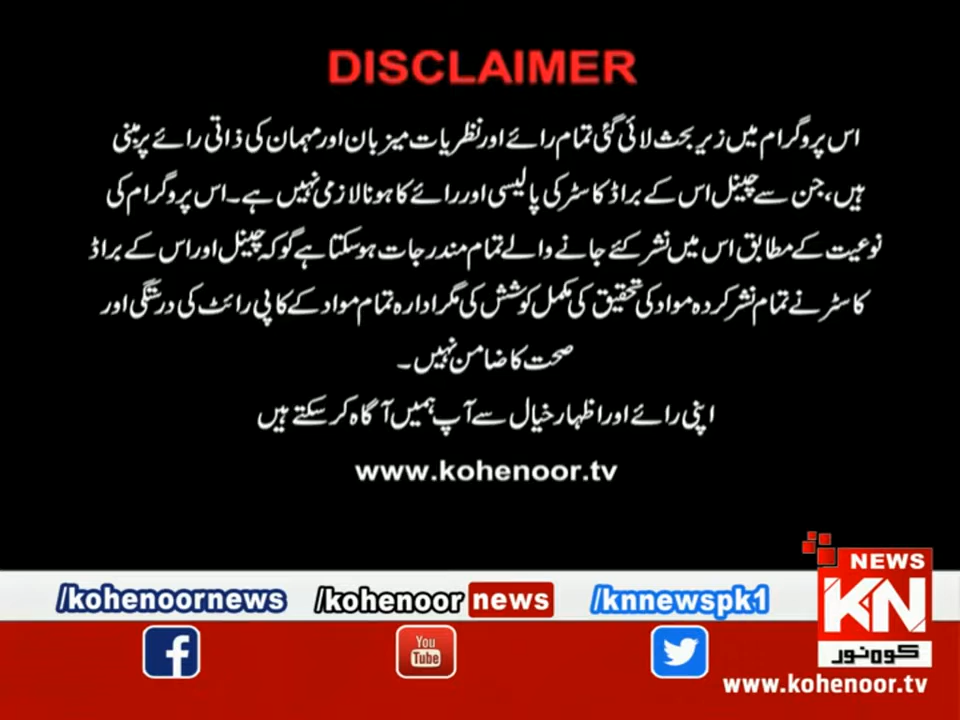 DISCLAIMER
اس پروگرام میں زیر بحث لائی گئی تمام رائے اور نظریات میزبان اور مہمان کی ذاتی رائے پر مبنی
ہیں، جن سے چینل اس کے براڈ کاسٹر کی پالیسی اور رائے کا ہونا لازمی نہیں ہے۔ اس پروگرام کی
نوعیت کے مطابق اس میں نشر کئے جانے والے تمام مندرجات ہو سکتا ہے گو کہ چینل اور اس کے براڈ
کاسٹر نے تمام نشر کردہ مواد کی تحقیق کی مکمل کوشش کی مگر ادارہ تمام مواد کے کاپی رائٹ کی درستگی اور
صحت کا ضامن نہیں۔
اپنی رائے اور اظہار خیال سے آپ ہمیں آگاہ کر سکتے ہیں
www.kohenoor.tv
/kohenoornews /kohenoor news /knnewspk1
You
Tube
NEWS
KN
کوہ نور
www.kohenoor.tv